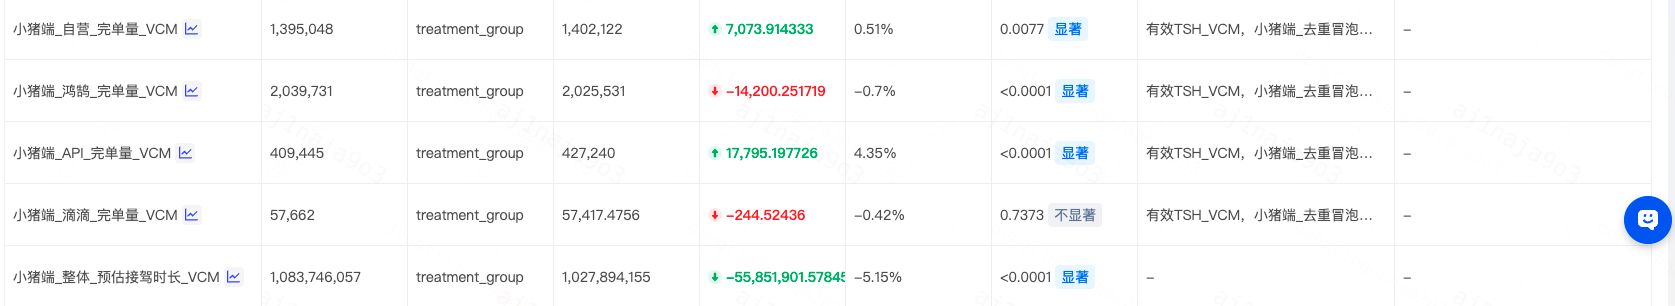 小猪端_自营_完单量_VCM 1,395,048 treatment_group 1,402,122 7,073.914333 0.51% 0.0077 显著 有效TSH_VCM，小猪端_去重冒泡... –
小猪端_鸿鹄_完单量_VCM 2,039,731 treatment_group 2,025,531 –14,200.251719 –0.7% <0.0001 显著 有效TSH_VCM，小猪端_去重冒泡... –
小猪端_API_完单量_VCM 409,445 treatment_group 427,240 17,795.197726 4.35% <0.0001 显著 有效TSH_VCM，小猪端_去重冒泡... –
小猪端_滴滴_完单量_VCM 57,662 treatment_group 57,417.4756 –244.52436 –0.42% 0.7373 不显著 有效TSH_VCM，小猪端_去重冒泡... –
小猪端_整体_预估接驾时长_VCM 1,083,746,057 treatment_group 1,027,894,155 –55,851,901.57845 –5.15% <0.0001 显著 – –